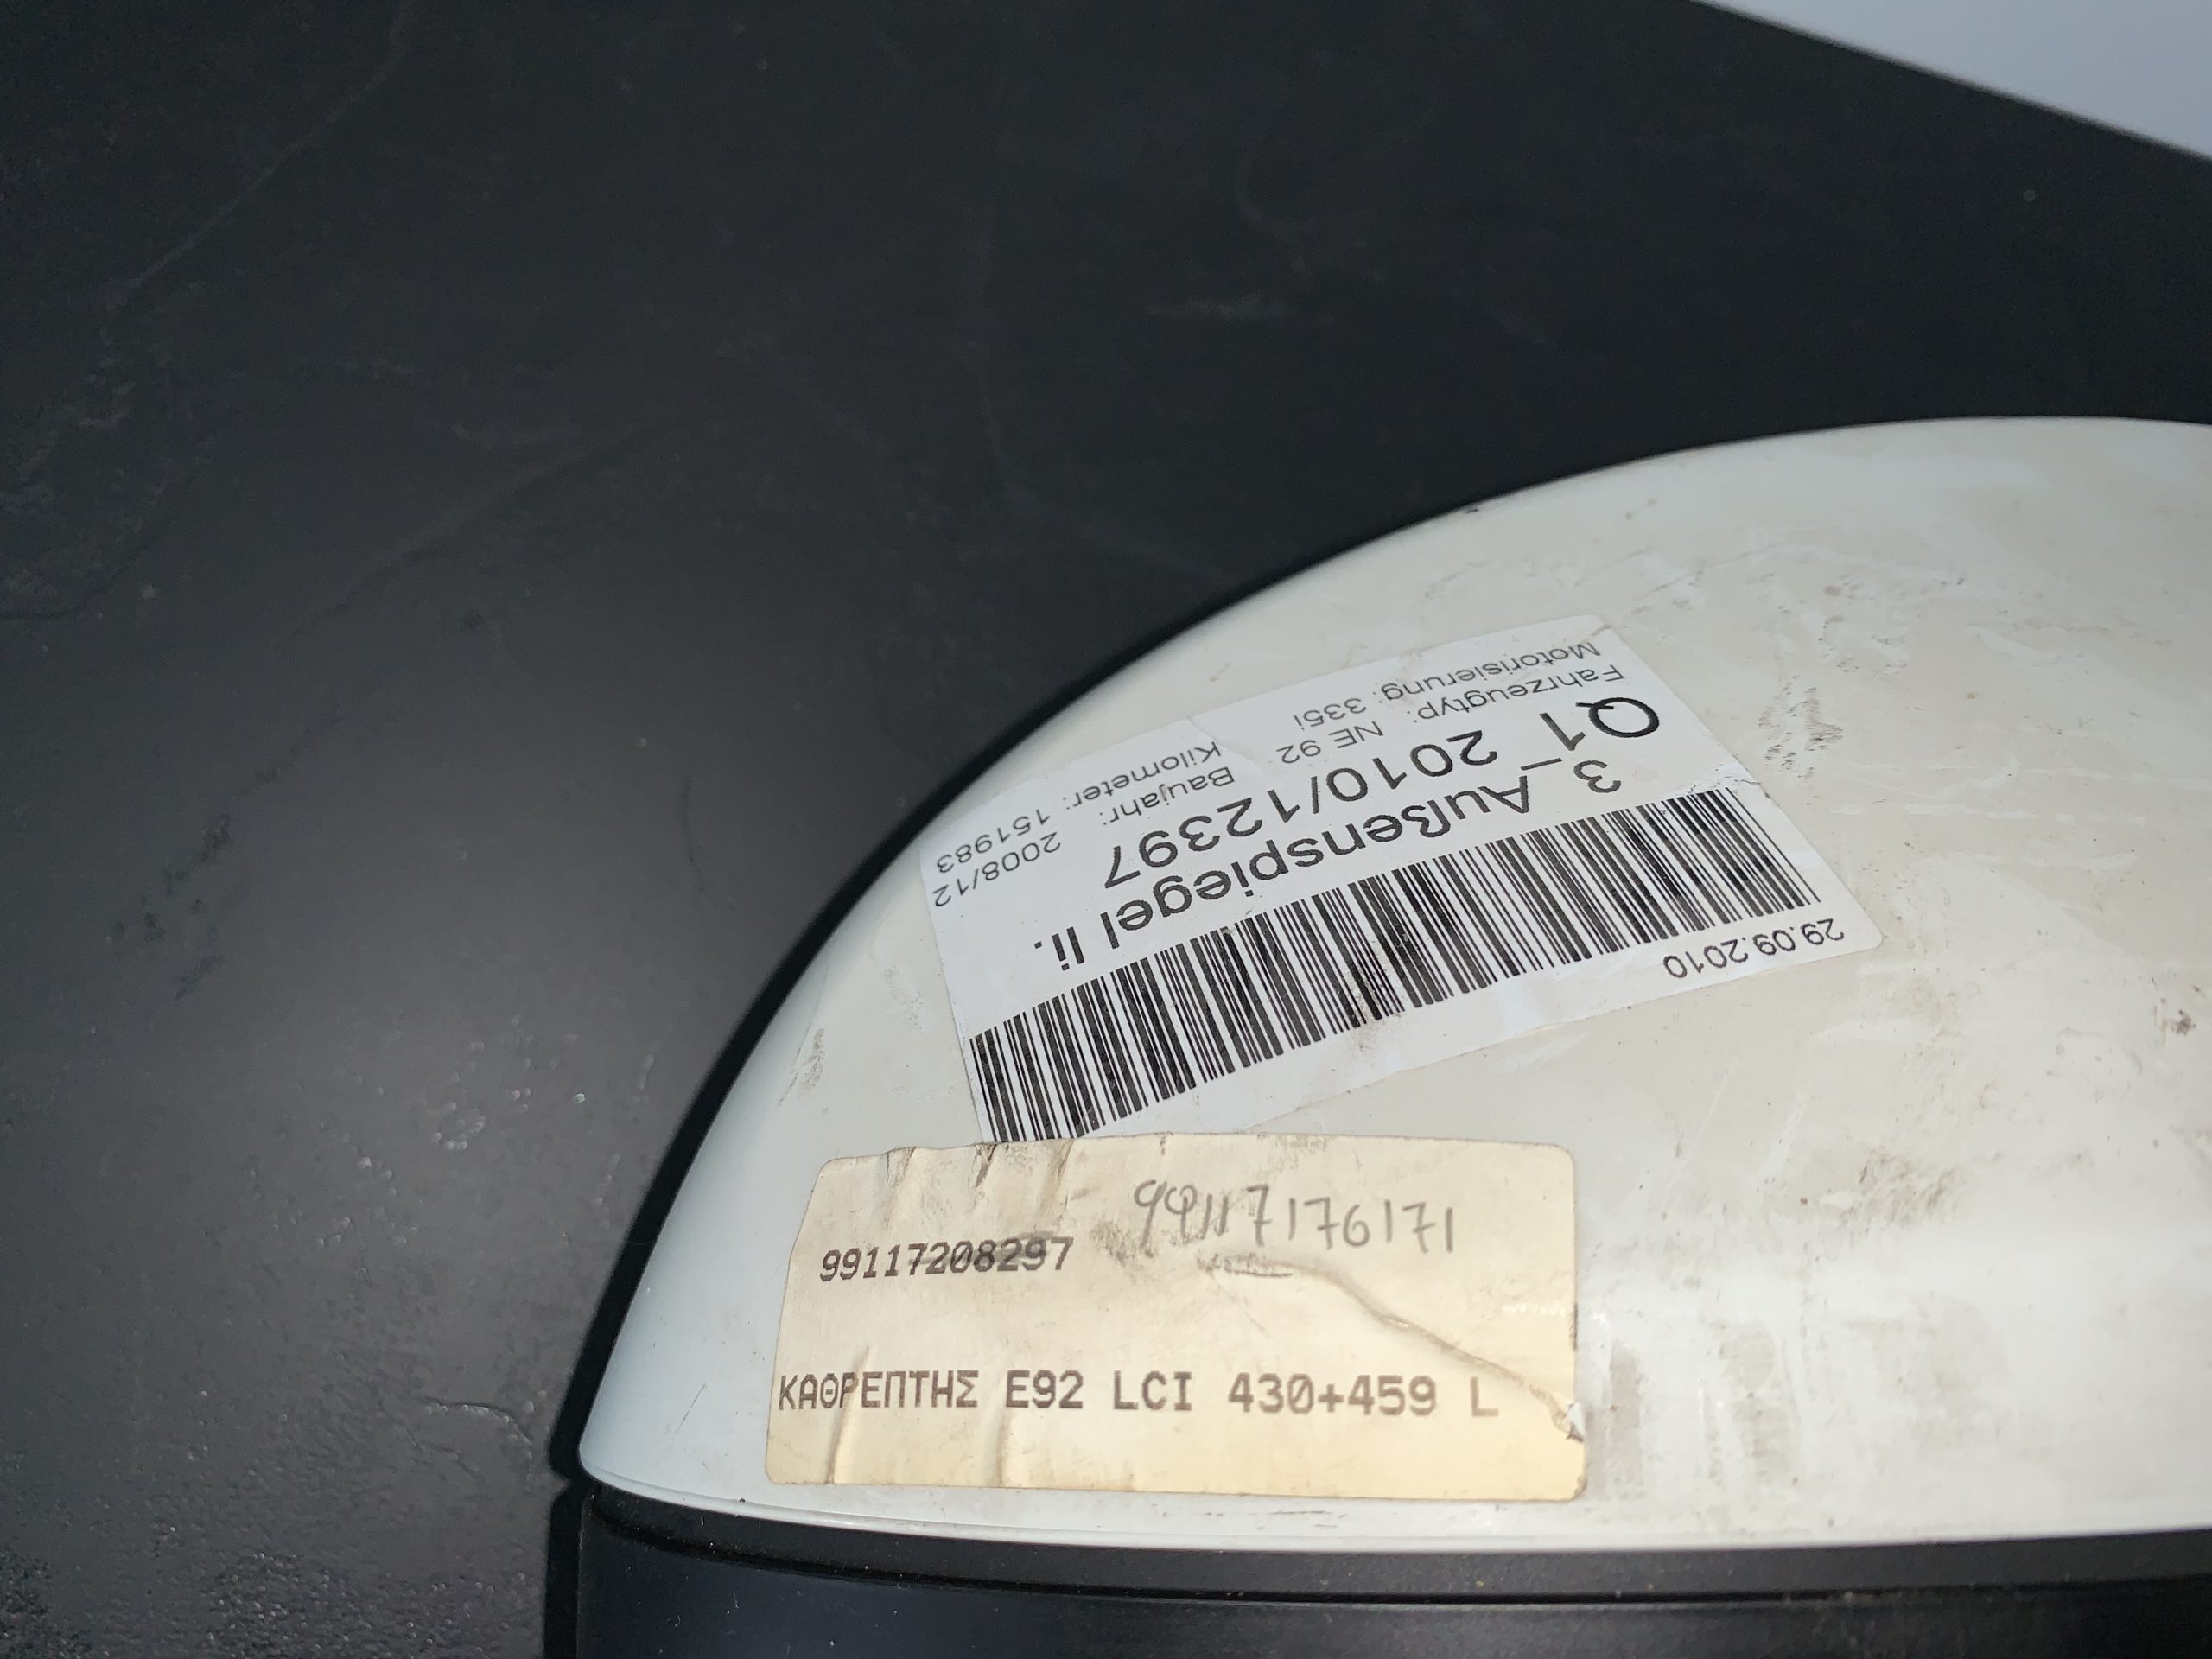 Motorisierung: 335i
Kilometer: 151983
Fahrzeugtyp: NE 92
Baujahr: 2008/12
Q1 2010/12397
3_Außenspiegel li.
29.09.2010
99117176171
99117208297
ΚΑΘΡΕΠΤΗΣ E92 LCI 430+459 L